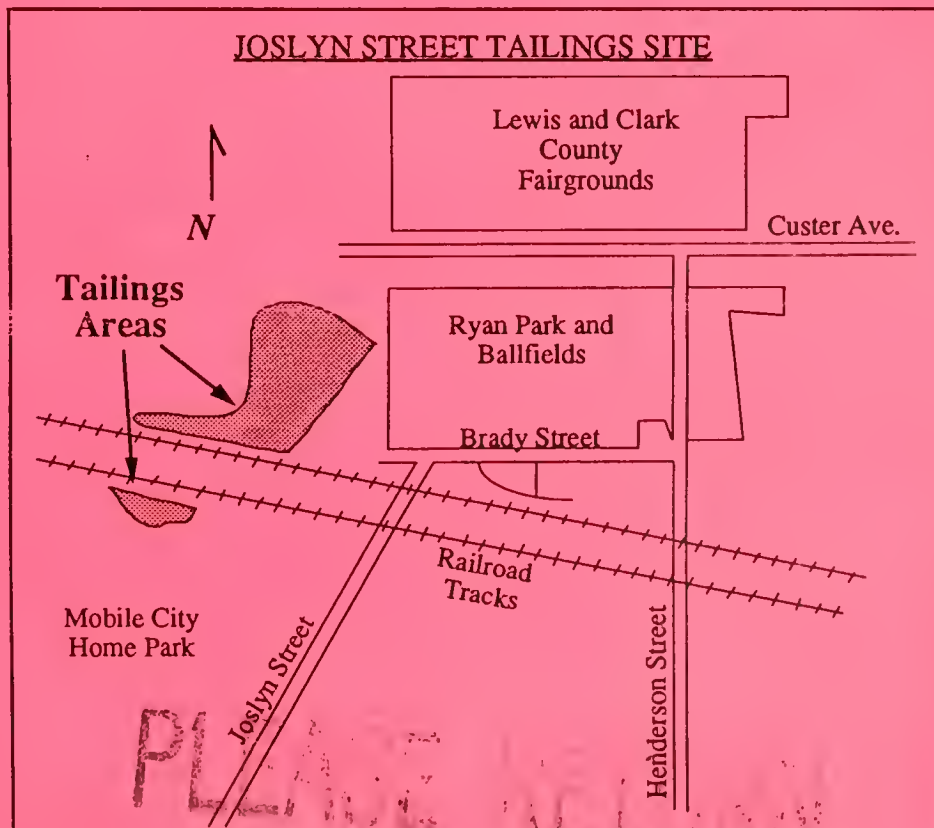 JOSLYN STREET TAILINGS SITE
Lewis and Clark
County
Fairgrounds
N
Custer Ave.
Tailings
Areas
Ryan Park and
Ballfields
Brady Street
Railroad
Tracks
Mobile City
Home Park
Joslyn Street
Henderson Street
PLEASE